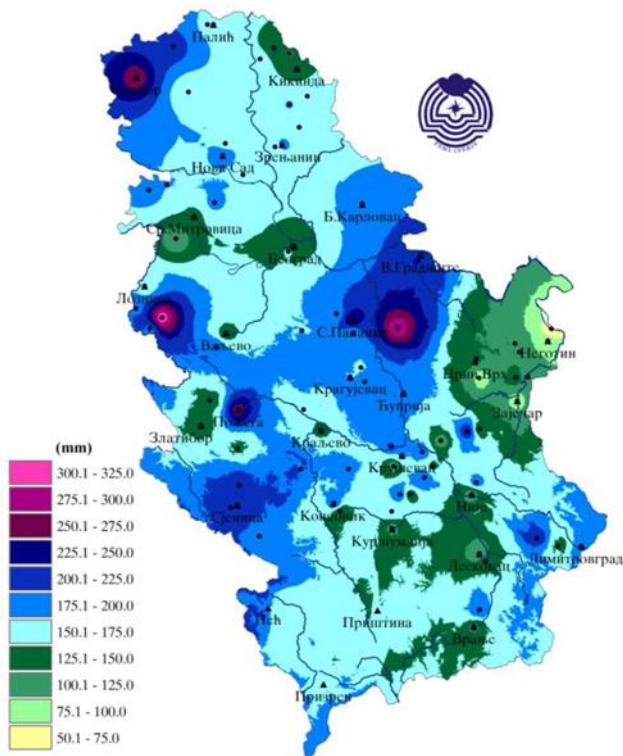 Палић
Кикинда
Зрењанин
Нови Сад
Б.Карловац
Ср.Митровица
Београд
В.Градиште
Лозница
С.Паланка
Ваљево
Неготин
Црни Врх
Крагујевац
Ћуприја
Зајечар
Пожега
Златибор
Краљево
Крушевац
(mm)
300.1 - 325.0
275.1 - 300.0
250.1 - 275.0
225.1 - 250.0
200.1 - 225.0
175.1 - 200.0
150.1 - 175.0
125.1 - 150.0
100.1 - 125.0
75.1 - 100.0
50.1 - 75.0
Ниш
Сјеница
Копаоник
Куршумлија
Лесковац
Димитровград
Пећ
Приштина
Врање
Призрен